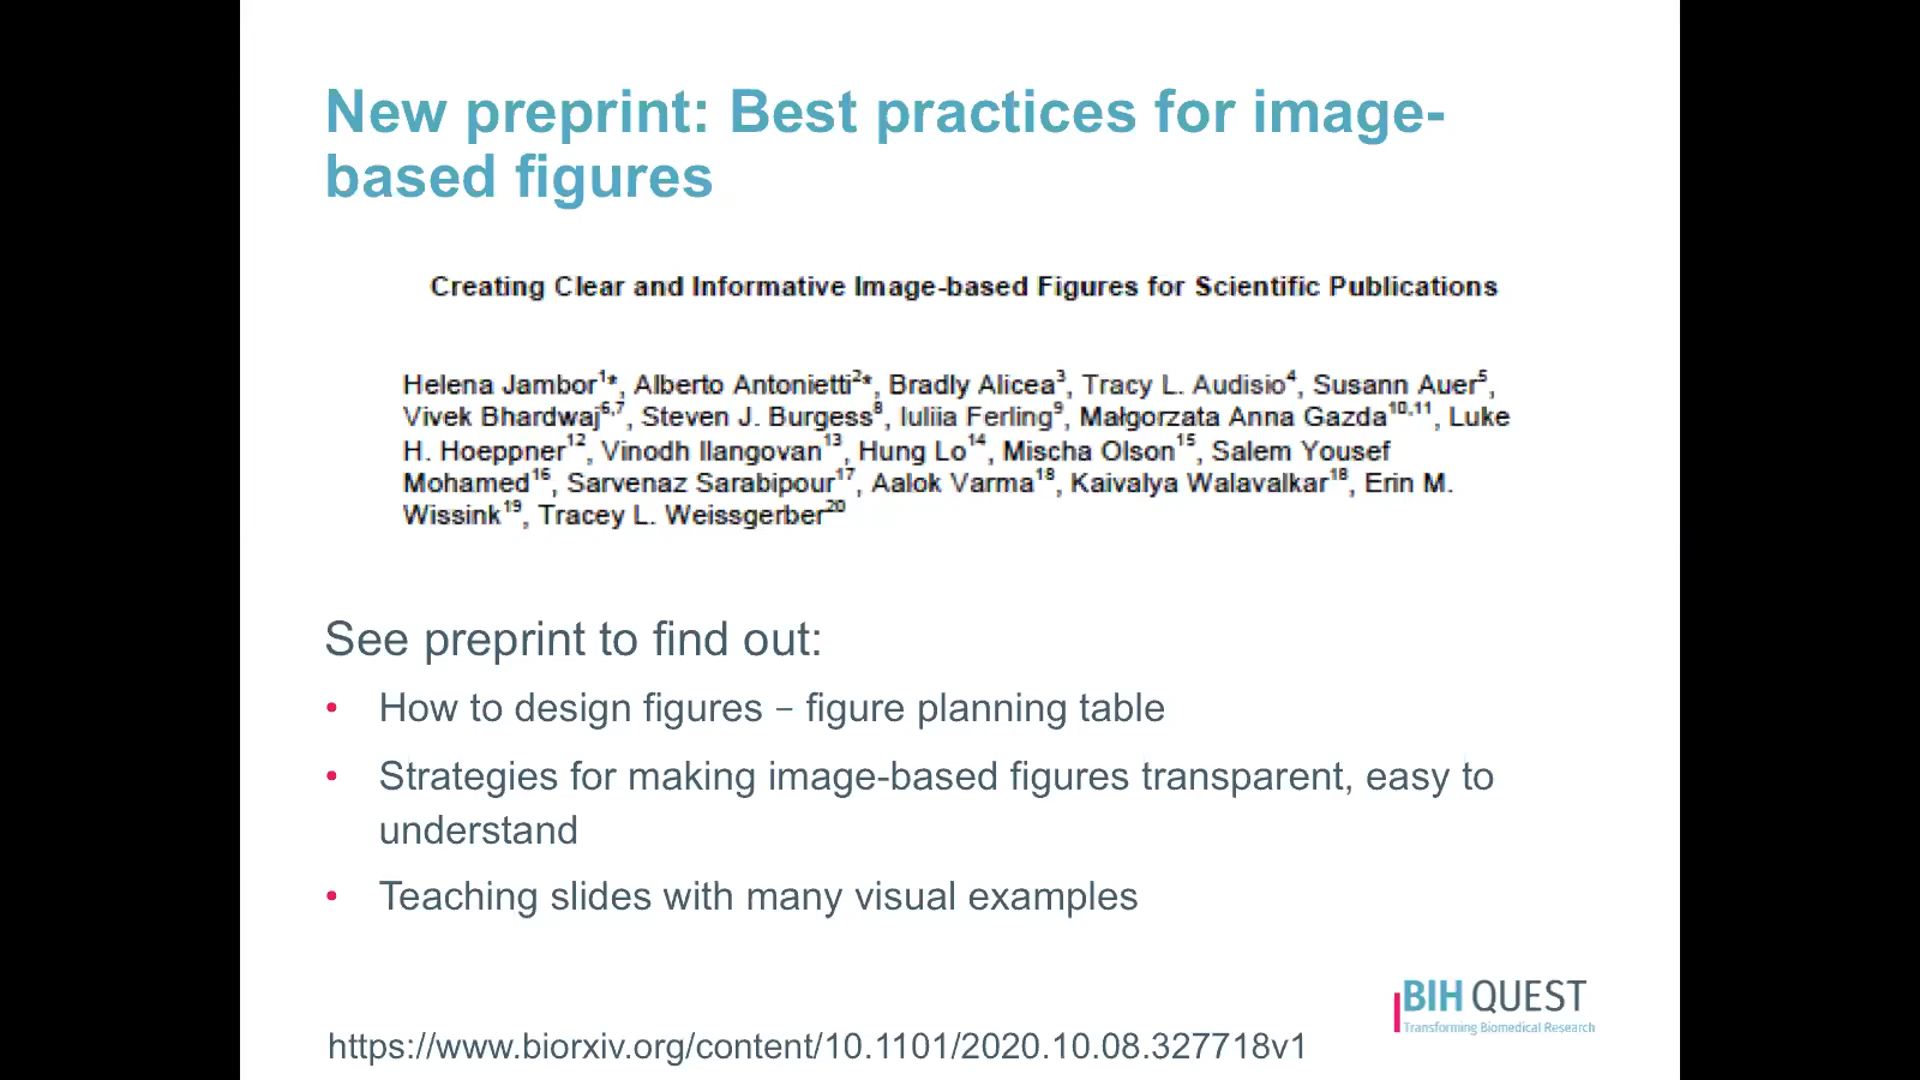 New preprint: Best practices for image-
based figures
Creating Clear and Informative Image-based Figures for Scientific Publications
Helena Jambor¹*, Alberto Antonietti²*, Bradly Alicea³, Tracy L. Audisio⁴, Susann Auer⁵,
Vivek Bhardwaj⁶,⁷, Steven J. Burgess⁸, Iuliia Ferling⁹, Małgorzata Anna Gazda¹⁰,¹¹, Luke
H. Hoeppner¹², Vinodh Ilangovan¹³, Hung Lo¹⁴, Mischa Olson¹⁵, Salem Yousef
Mohamed¹⁶, Sarvenaz Sarabipour¹⁷, Aalok Varma¹⁸, Kaivalya Walavalkar¹⁸, Erin M.
Wissink¹⁹, Tracey L. Weissgerber²⁰
See preprint to find out:
• How to design figures – figure planning table
• Strategies for making image-based figures transparent, easy to
understand
• Teaching slides with many visual examples
BIH QUEST
Transforming Biomedical Research
https://www.biorxiv.org/content/10.1101/2020.10.08.327718v1